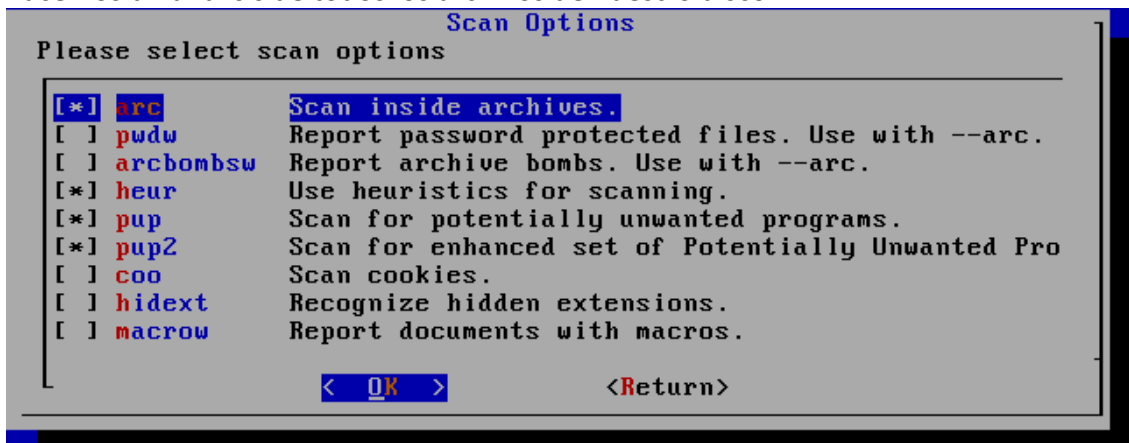 Scan Options
Please select scan options
[*] arc Scan inside archives.
[ ] pwdw Report password protected files. Use with --arc.
[ ] arcbombsw Report archive bombs. Use with --arc.
[*] heur Use heuristics for scanning.
[*] pup Scan for potentially unwanted programs.
[*] pup2 Scan for enhanced set of Potentially Unwanted Pro
[ ] coo Scan cookies.
[ ] hidext Recognize hidden extensions.
[ ] macrow Report documents with macros.
< OK > <Return>